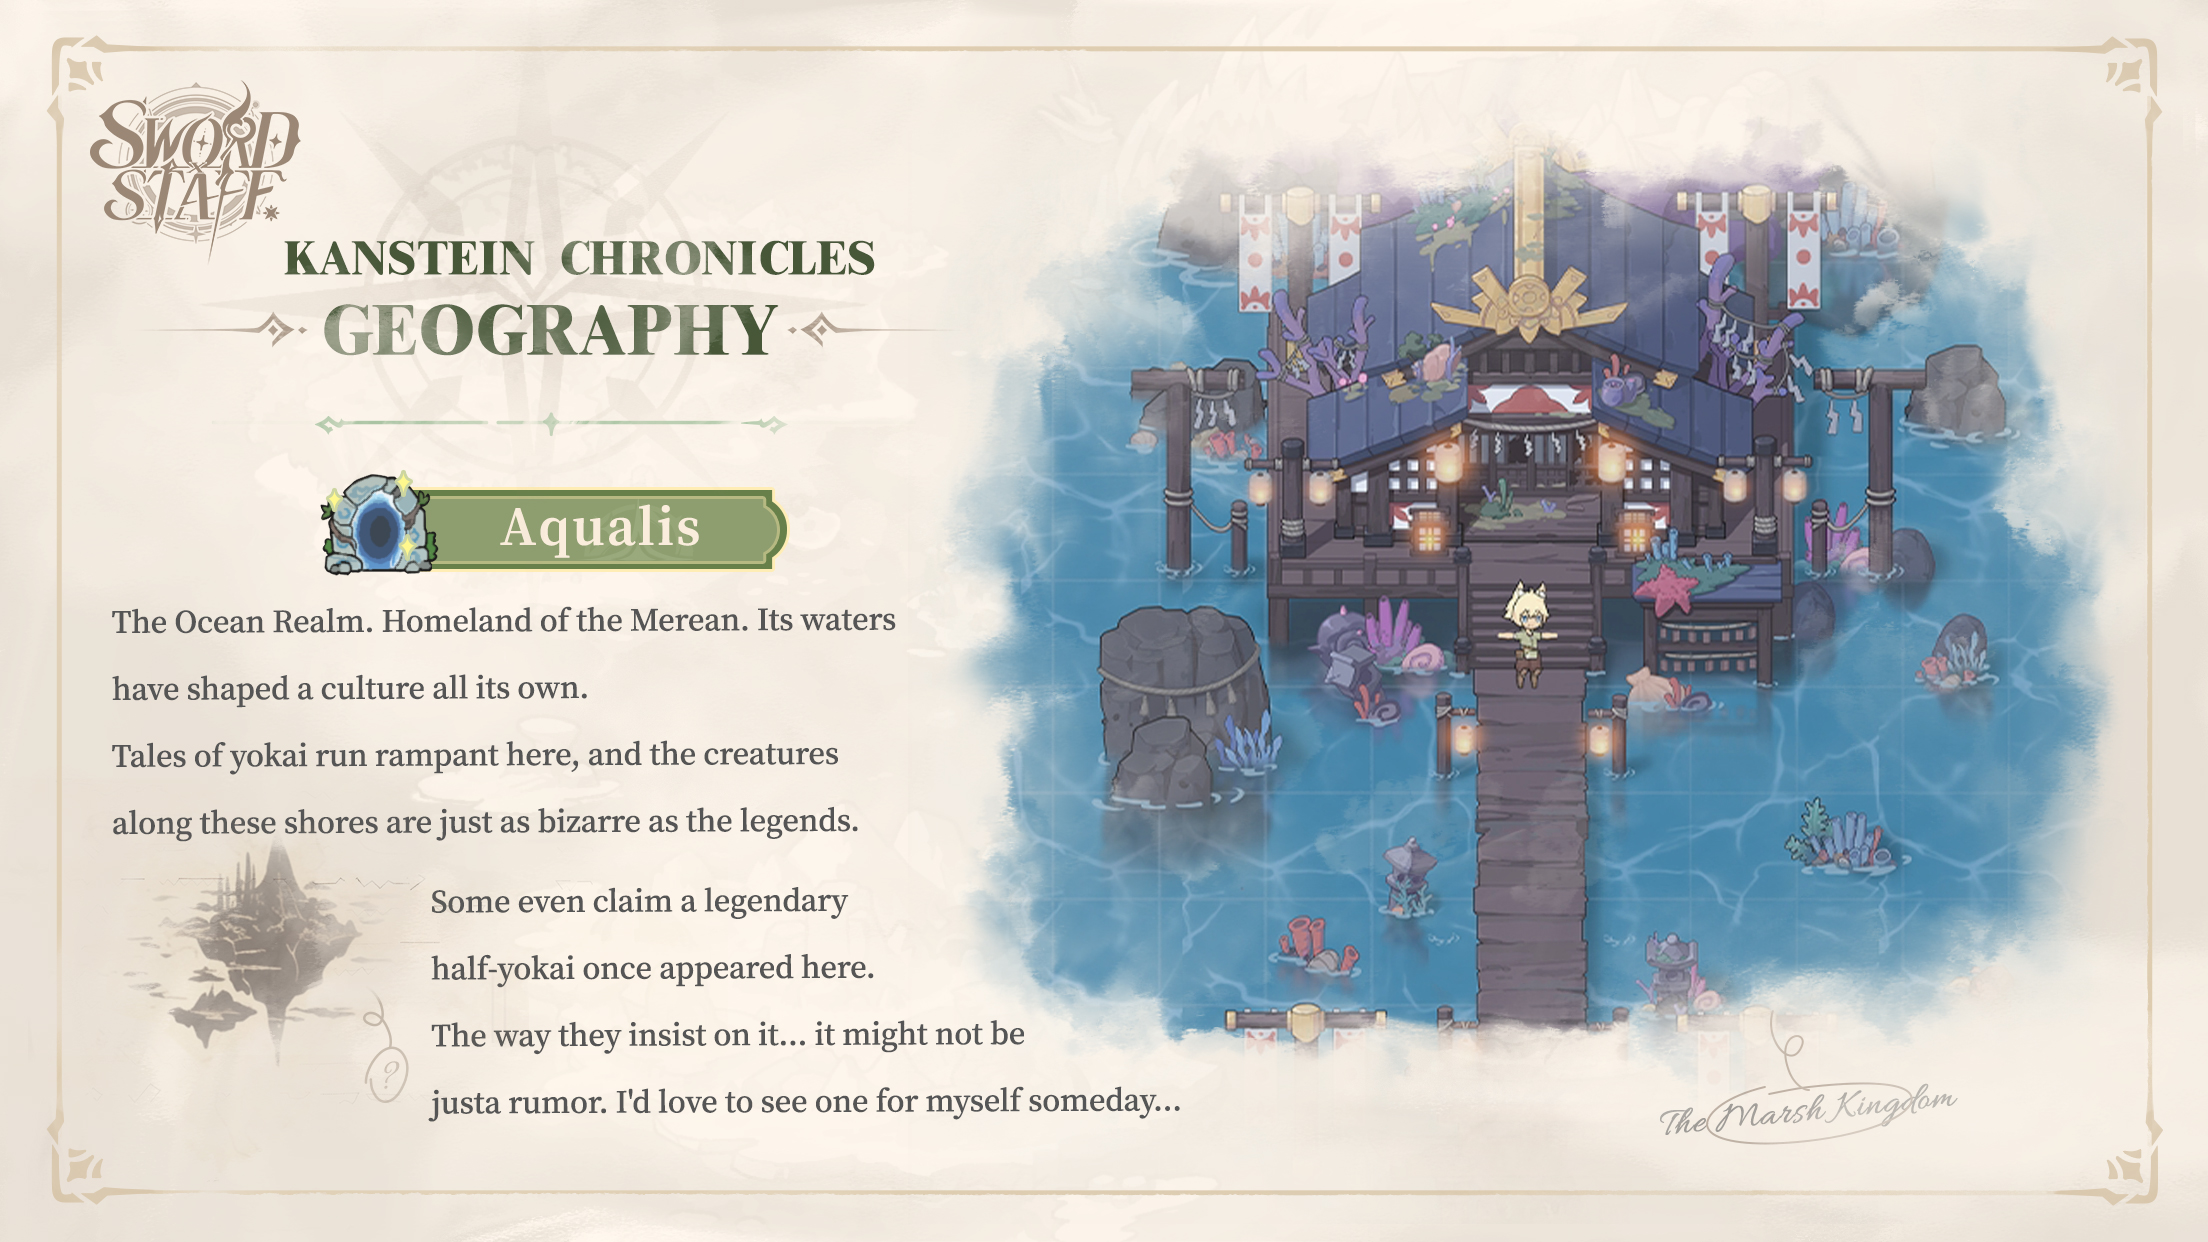 SWORD
X
STAFF
KANSTEIN CHRONICLES
GEOGRAPHY
Aqualis
The Ocean Realm. Homeland of the Merean. Its waters
have shaped a culture all its own.
Tales of yokai run rampant here, and the creatures
along these shores are just as bizarre as the legends.
Some even claim a legendary
half-yokai once appeared here.
The way they insist on it... it might not be
justa rumor. I'd love to see one for myself someday...
?
The Marsh Kingdom